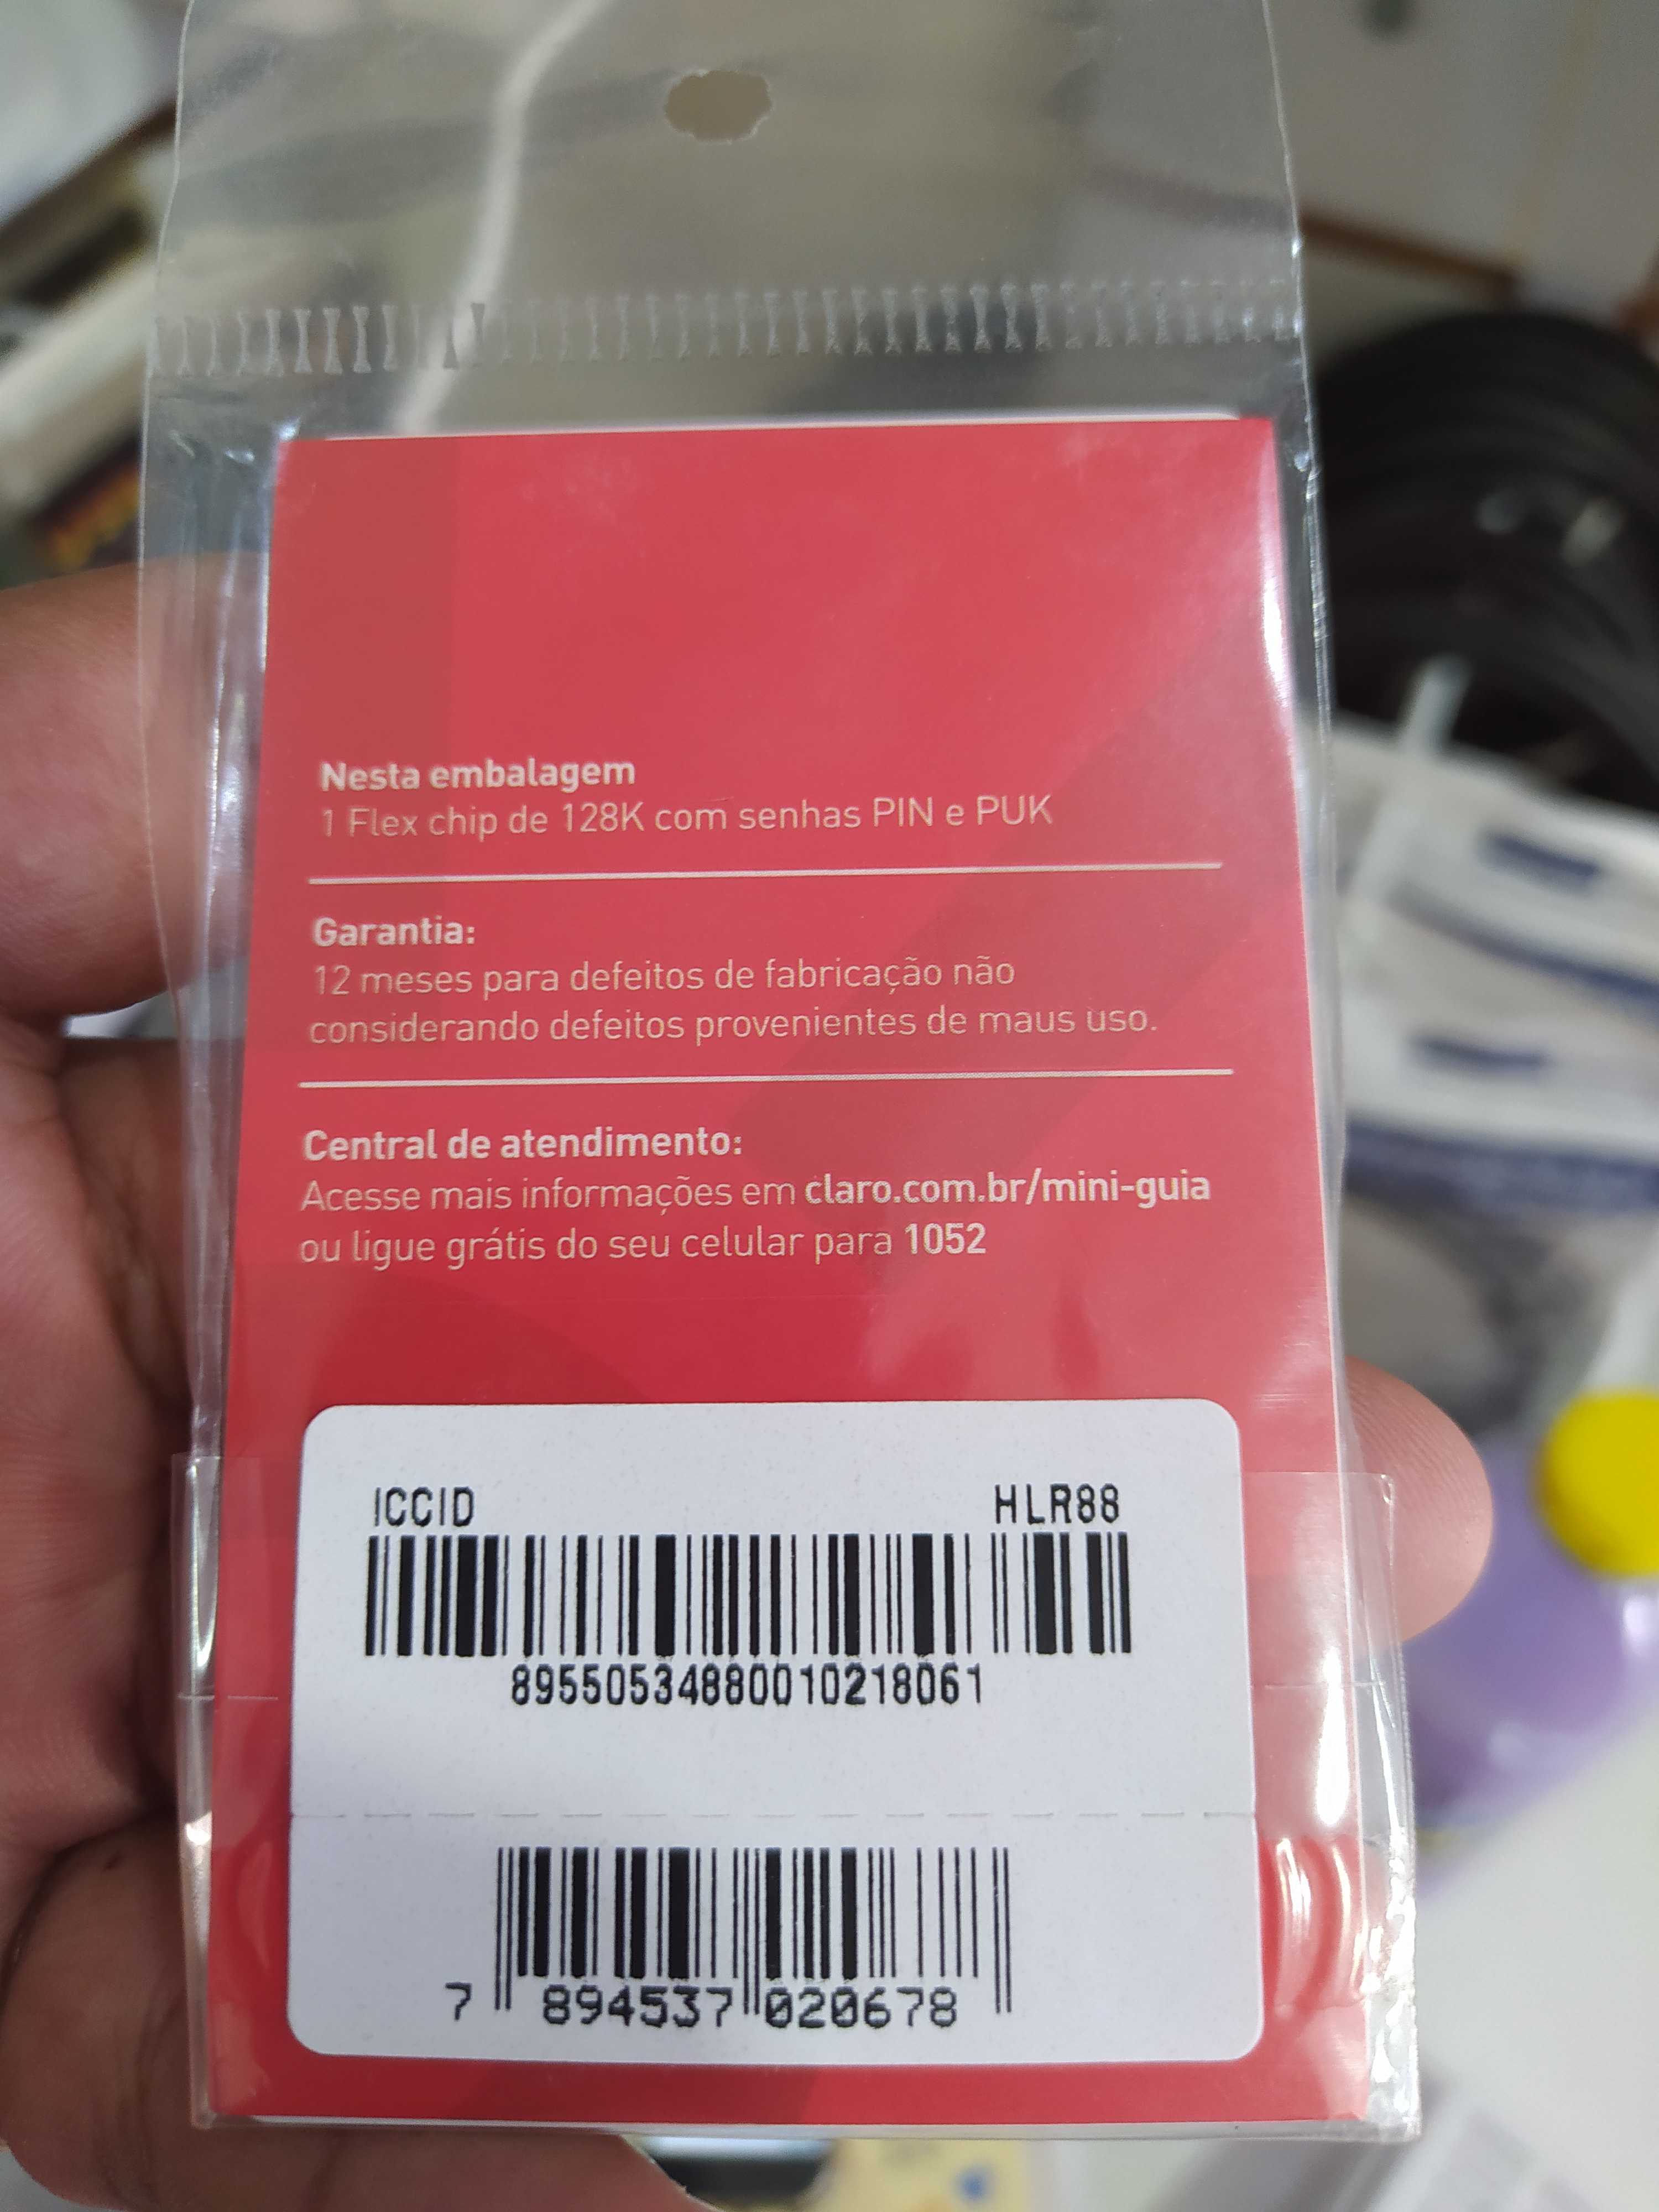 Nesta embalagem
1 Flex chip de 128K com senhas PIN e PUK
Garantia:
12 meses para defeitos de fabricação não
considerando defeitos provenientes de maus uso.
Central de atendimento:
Acesse mais informações em claro.com.br/mini-guia
ou ligue grátis do seu celular para 1052
ICCID HLR88
89550534880010218061
7 894537 020678